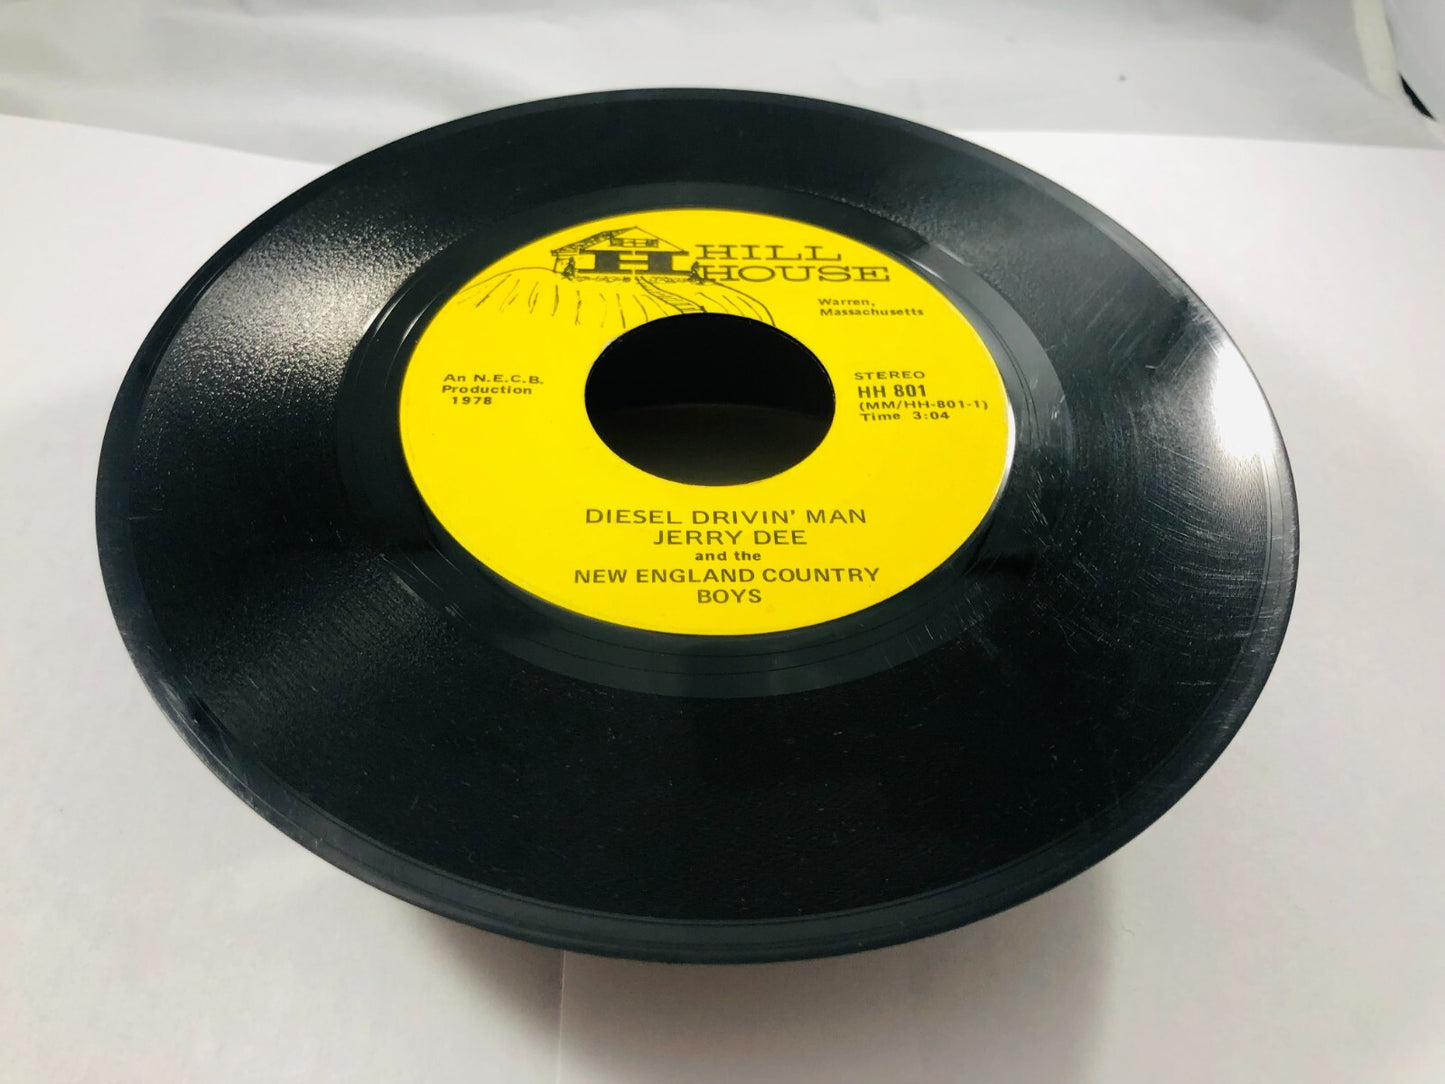 H HILL
HOUSE
Warren,
Massachusetts
An N.E.C.B.
Production
1978
STEREO
HH 801
(MM/HH-801-1)
Time 3:04
DIESEL DRIVIN' MAN
JERRY DEE
and the
NEW ENGLAND COUNTRY
BOYS